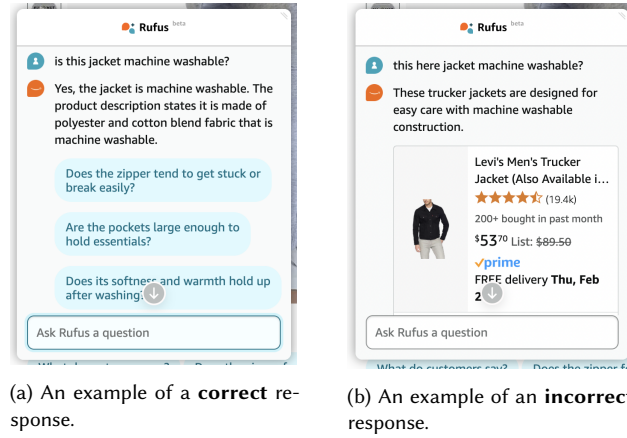 Rufus beta
is this jacket machine washable?
Yes, the jacket is machine washable. The
product description states it is made of
polyester and cotton blend fabric that is
machine washable.
Does the zipper tend to get stuck or
break easily?
Are the pockets large enough to
hold essentials?
Does its softness and warmth hold up
after washing?
Ask Rufus a question
(a) An example of a correct re-
sponse.
Rufus beta
this here jacket machine washable?
These trucker jackets are designed for
easy care with machine washable
construction.
Levi's Men's Trucker
Jacket (Also Available i...
(19.4k)
200+ bought in past month
$5370 List: $89.50
prime
FREE delivery Thu, Feb
2
Ask Rufus a question
What do customers say? Does the zipper f
(b) An example of an incorrect
response.